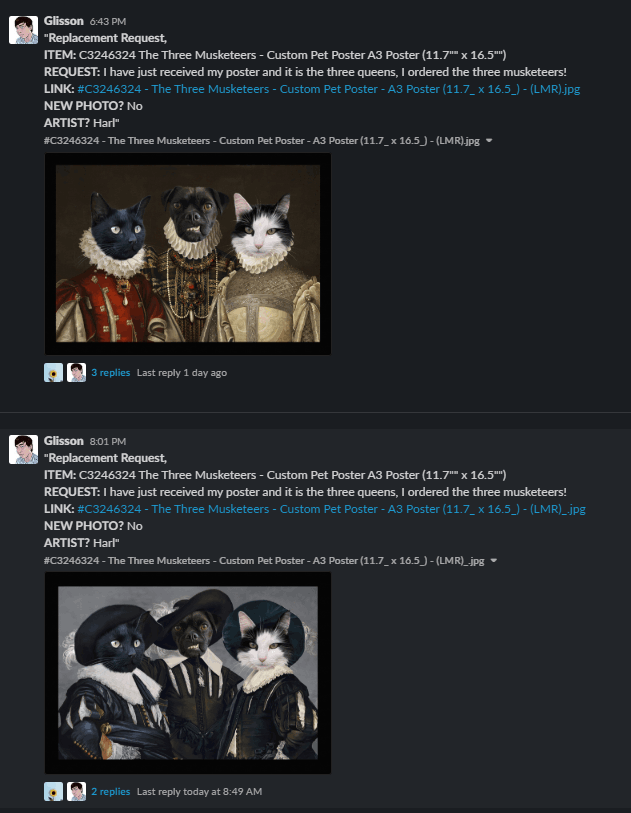 Glisson 6:43 PM
"Replacement Request,
ITEM: C3246324 The Three Musketeers - Custom Pet Poster A3 Poster (11.7"" x 16.5"")
REQUEST: I have just received my poster and it is the three queens, I ordered the three musketeers!
LINK: #C3246324 - The Three Musketeers - Custom Pet Poster - A3 Poster (11.7_ x 16.5_) - (LMR).jpg
NEW PHOTO? No
ARTIST? Harl"
#C3246324 - The Three Musketeers - Custom Pet Poster - A3 Poster (11.7_ x 16.5_) - (LMR).jpg
3 replies Last reply 1 day ago
Glisson 8:01 PM
"Replacement Request,
ITEM: C3246324 The Three Musketeers - Custom Pet Poster A3 Poster (11.7"" x 16.5"")
REQUEST: I have just received my poster and it is the three queens, I ordered the three musketeers!
LINK: #C3246324 - The Three Musketeers - Custom Pet Poster - A3 Poster (11.7_ x 16.5_) - (LMR)_.jpg
NEW PHOTO? No
ARTIST? Harl"
#C3246324 - The Three Musketeers - Custom Pet Poster - A3 Poster (11.7_ x 16.5_) - (LMR)_.jpg
2 replies Last reply today at 8:49 AM